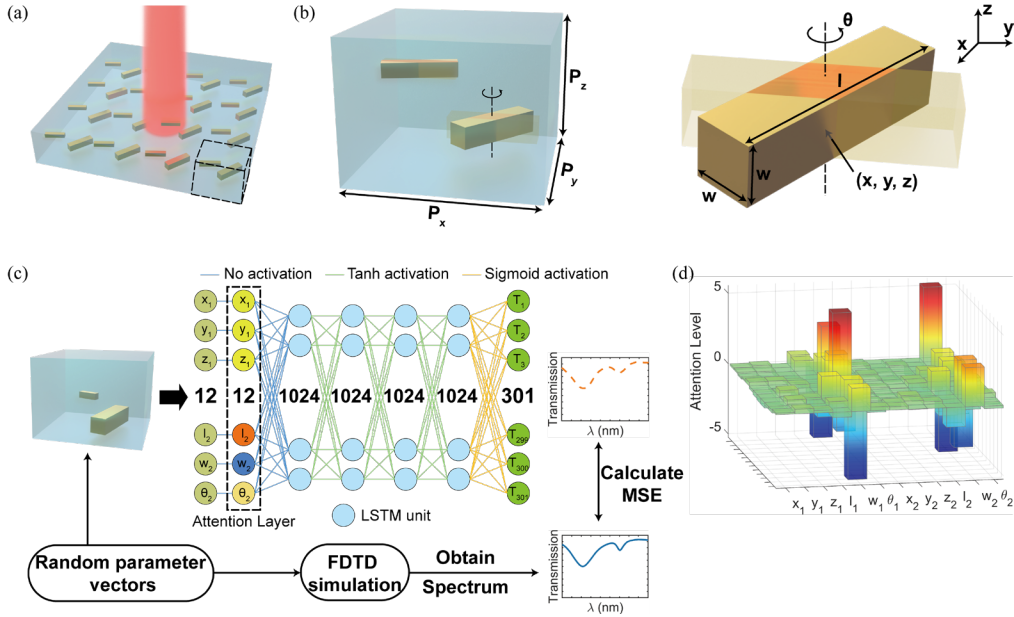 (a)
(b)
P_z
P_y
P_x
θ
l
w
w
(x, y, z)
z
y
x
(c)
No activation
Tanh activation
Sigmoid activation
x_1
x_1
T_1
y_1
y_1
T_2
z_1
z_1
T_3
12
12
1024
1024
1024
1024
301
l_2
l_2
T_299
w_2
w_2
T_300
θ_2
θ_2
T_301
Attention Layer
LSTM unit
Transmission
λ (nm)
Calculate
MSE
Transmission
λ (nm)
Random parameter
vectors
FDTD
simulation
Obtain
Spectrum
(d)
Attention Level
5
0
-5
x_1 y_1 z_1 l_1 w_1 θ_1 x_2 y_2 z_2 l_2 w_2 θ_2